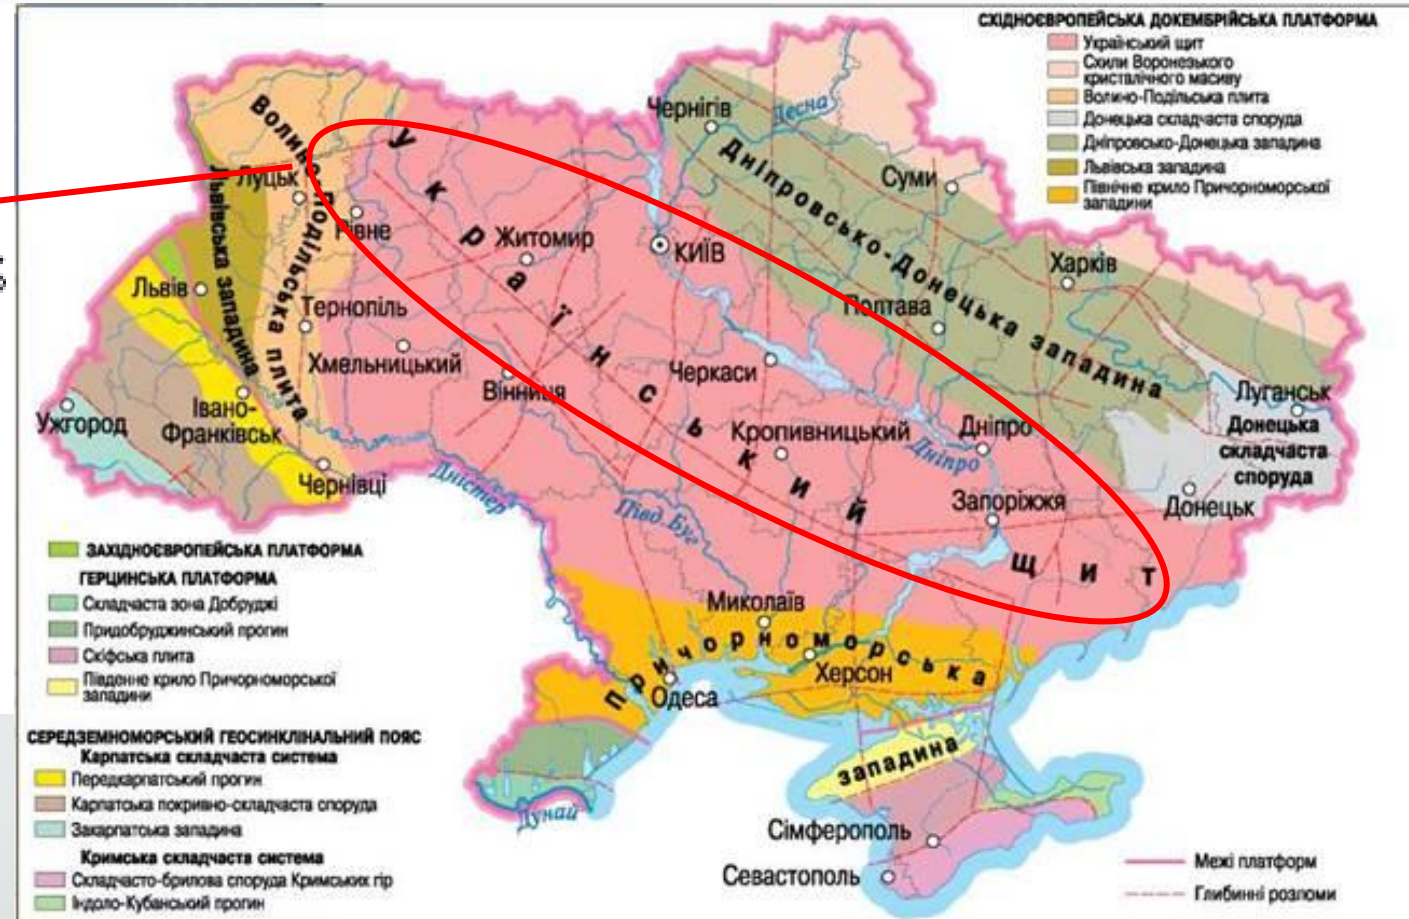 СХІДНОЄВРОПЕЙСЬКА ДОКЕМБРІЙСЬКА ПЛАТФОРМА
Український щит
Схили Воронезького
кристалічного масиву
Волино-Подільська плита
Донецька складчаста споруда
Дніпровсько-Донецька западина
Львівська западина
Північне крило Причорноморської
западини
Чернігів
Десна
Волино-Подільська плита
Український щит
Дніпровсько-Донецька западина
Суми
Луцьк
Рівне
Житомир
КИЇВ
Харків
Львівська западина
Львів
Тернопіль
Полтава
Хмельницький
Вінниця
Черкаси
Луганськ
Ужгород
Івано-
Франківськ
Кропивницький
Дніпро
Дніпро
Донецька
складчаста
споруда
Чернівці
Дністер
Півд. Буг
Запоріжжя
Донецьк
ЗАХІДНОЄВРОПЕЙСЬКА ПЛАТФОРМА
ГЕРЦИНСЬКА ПЛАТФОРМА
Складчаста зона Добруджі
Придобруджинський прогин
Скіфська плита
Південне крило Причорноморської
западини
Миколаїв
Причорноморська
Херсон
Одеса
западина
СЕРЕДЗЕМНОМОРСЬКИЙ ГЕОСИНКЛІНАЛЬНИЙ ПОЯС
Карпатська складчаста система
Передкарпатський прогин
Карпатська покривно-складчаста споруда
Закарпатська западина
Кримська складчаста система
Складчасто-брилова споруда Кримських гір
Індоло-Кубанський прогин
Дунай
Сімферополь
Севастополь
Межі платформ
Глибинні розломи